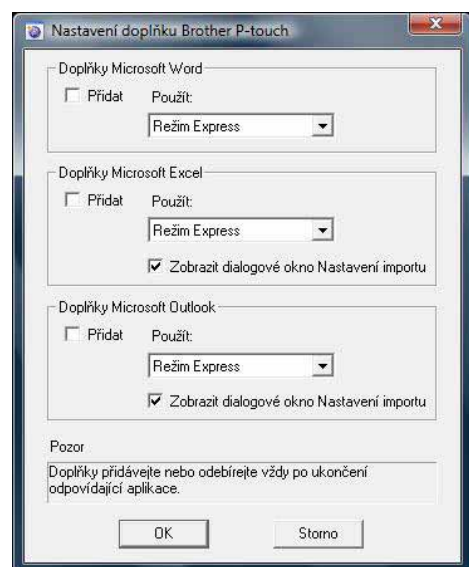 Nastavení doplňku Brother P-touch
Doplňky Microsoft Word
Přidat Použít:
Režim Express
Doplňky Microsoft Excel
Přidat Použít:
Režim Express
Zobrazit dialogové okno Nastavení importu
Doplňky Microsoft Outlook
Přidat Použít:
Režim Express
Zobrazit dialogové okno Nastavení importu
Pozor
Doplňky přidávejte nebo odebírejte vždy po ukončení
odpovídající aplikace.
OK Storno